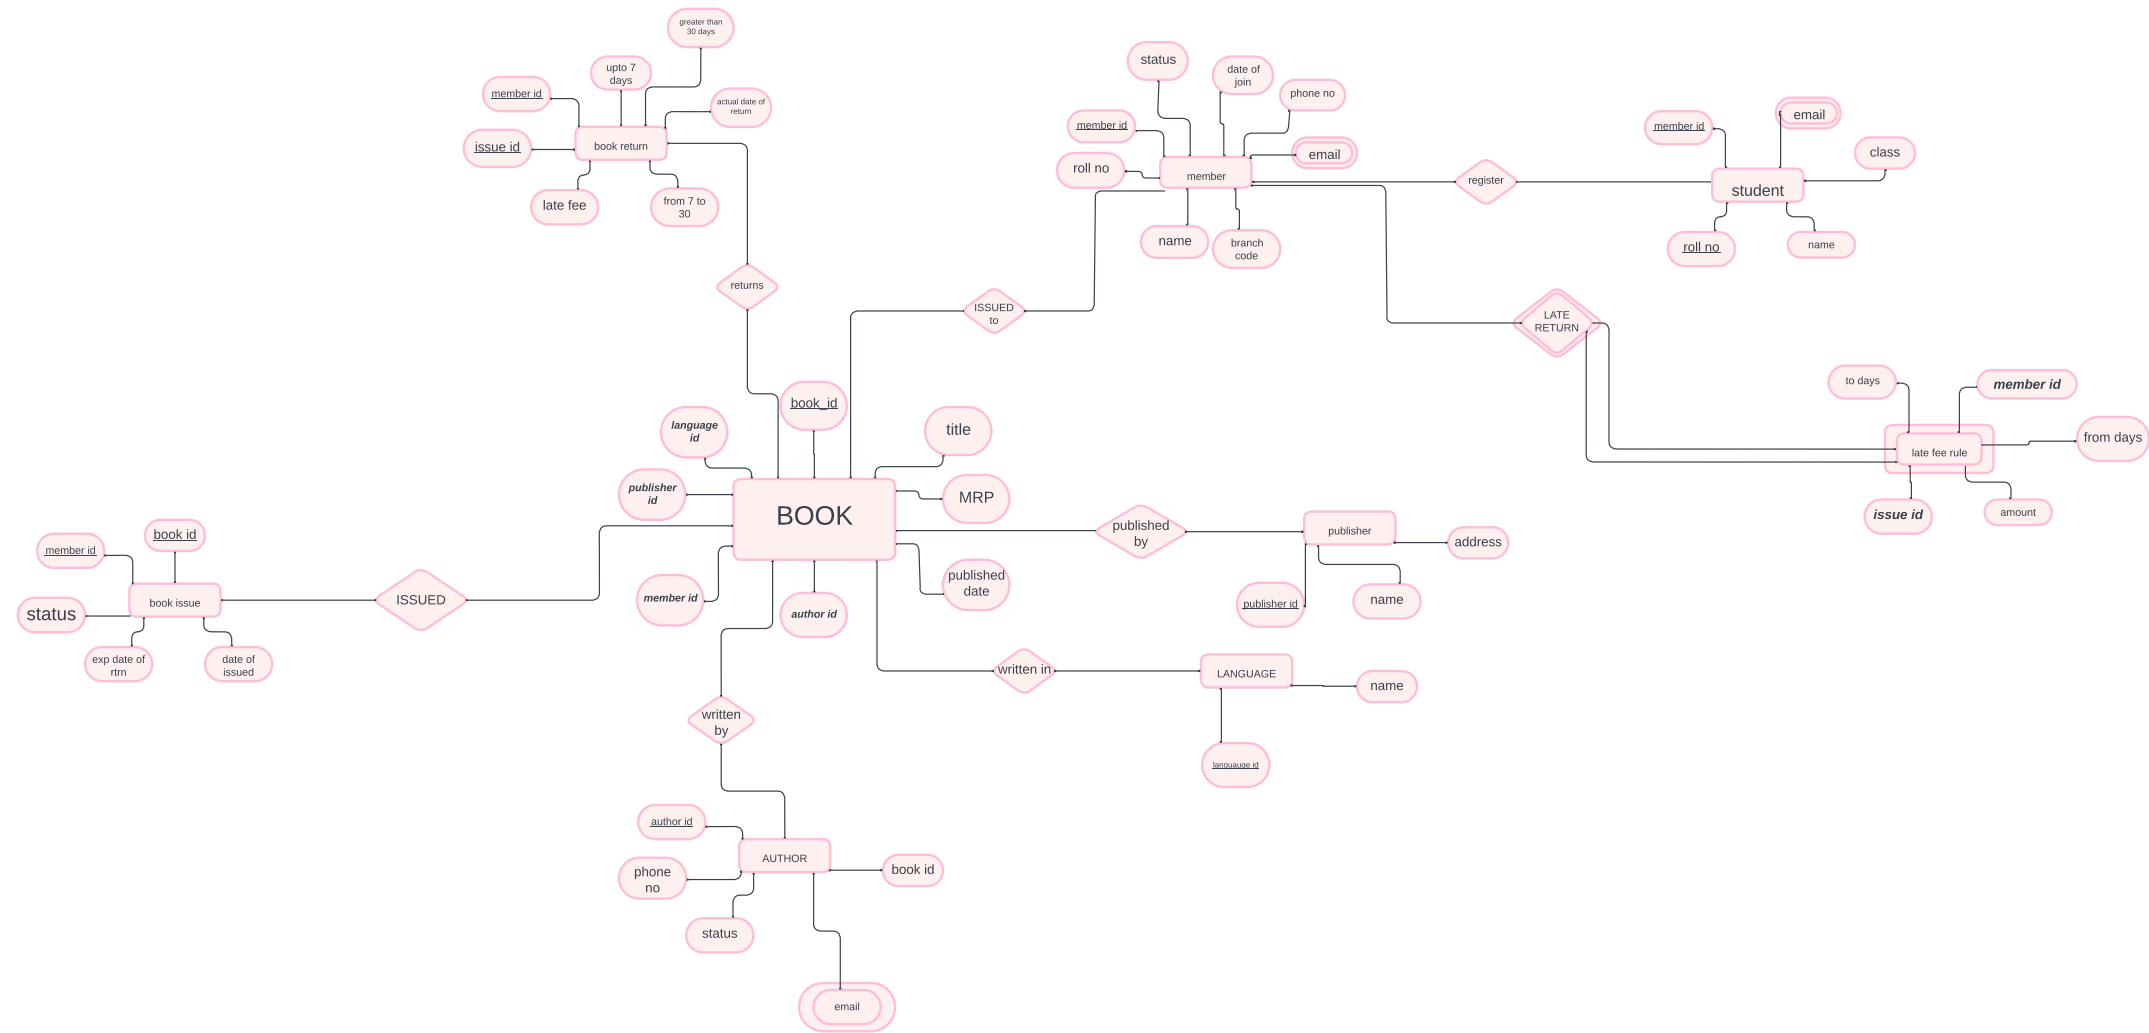 greater than
30 days
upto 7
days
member id
actual date of
return
issue id
book return
late fee
from 7 to
30
returns
status
date of
join
phone no
member id
email
roll no
member
name
branch
code
register
member id
email
class
student
roll no
name
ISSUED
to
LATE
RETURN
to days
member id
from days
late fee rule
issue id
amount
book_id
language
id
title
publisher
id
MRP
BOOK
published
by
publisher
address
published
date
publisher id
name
member id
author id
book id
member id
book issue
status
exp date of
rtrn
date of
issued
ISSUED
written in
LANGUAGE
name
languauge id
written
by
author id
AUTHOR
phone
no
book id
status
email